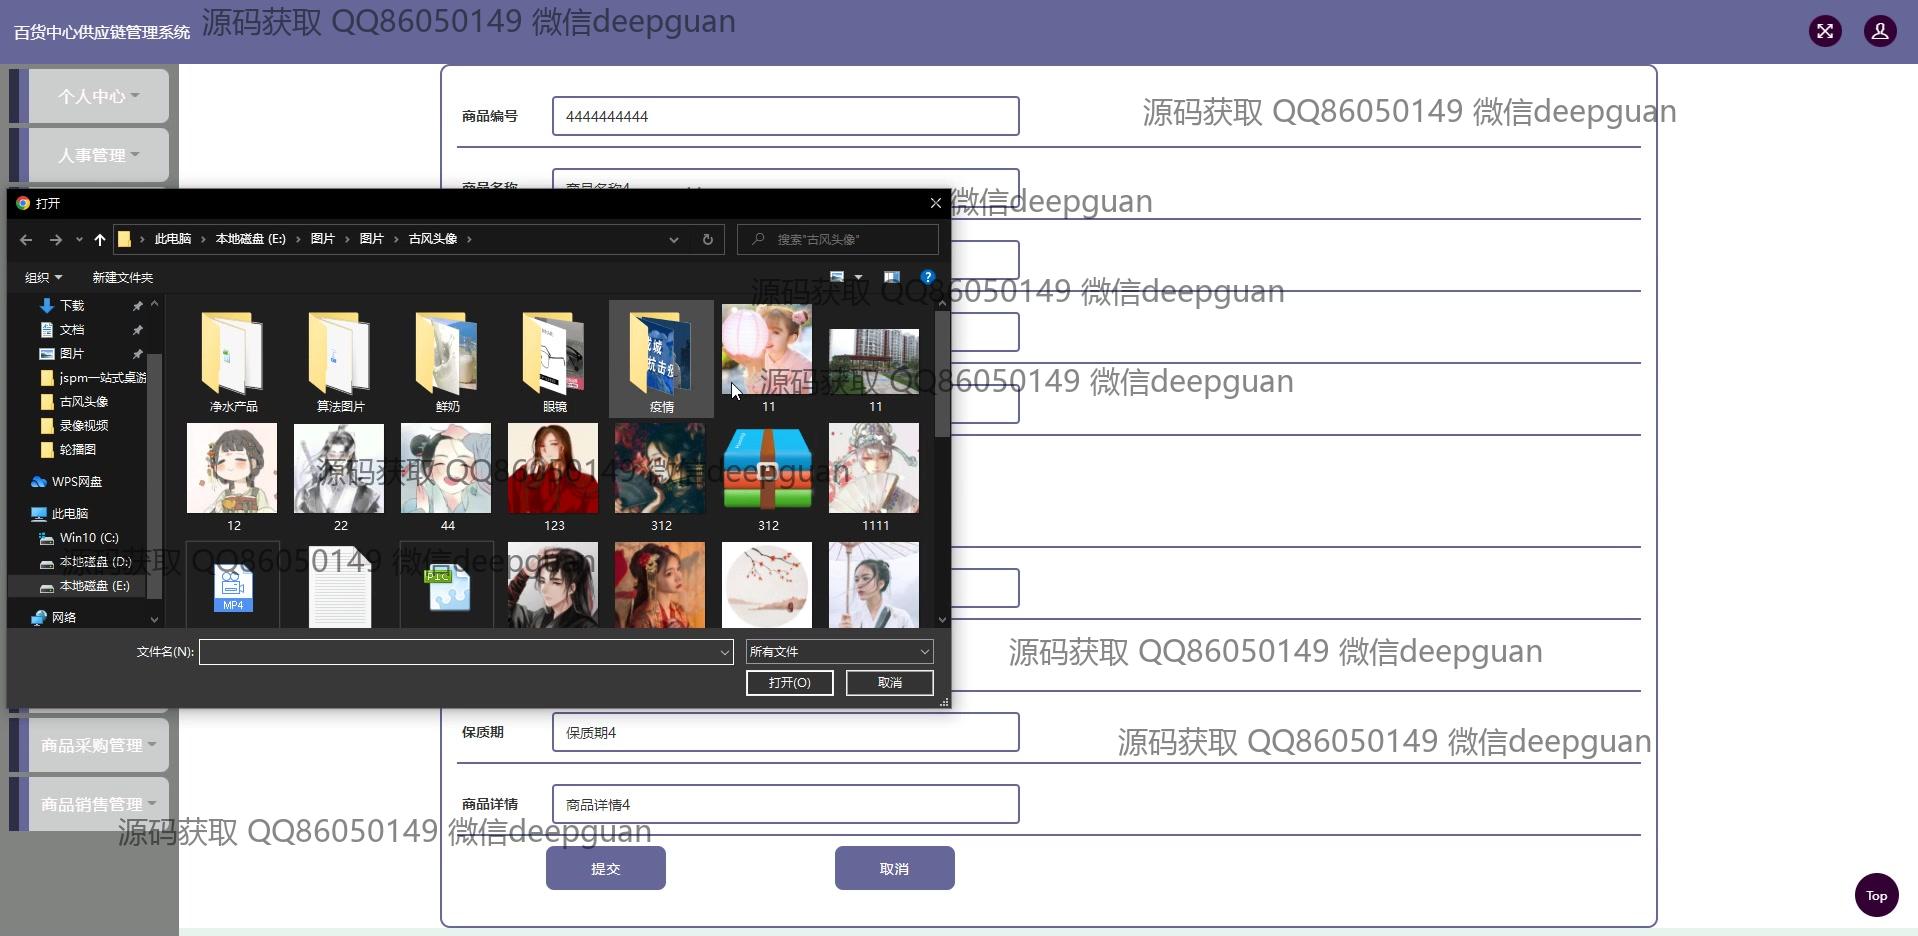 百货中心供应链管理系统
源码获取 QQ86050149 微信deepguan
个人中心
人事管理
商品编号
4444444444
源码获取 QQ86050149 微信deepguan
商品名称
商品名称4
微信deepguan
打开
此电脑 › 本地磁盘 (E:) › 图片 › 图片 › 古风头像 ›
搜索"古风头像"
组织
新建文件夹
源码获取 QQ86050149 微信deepguan
下载
文档
图片
jspm一站式桌游
古风头像
录像视频
轮播图
WPS网盘
此电脑
Win10 (C:)
本地磁盘 (D:)
本地磁盘 (E:)
网络
净水产品
算法图片
鲜奶
眼镜
疫情
11
11
源码获取 QQ86050149 微信deepguan
源码获取 QQ86050149 微信deepguan
12
22
44
123
312
312
1111
源码获取 QQ86050149 微信deepguan
MP4
PIC
文件名(N):
所有文件
打开(O)
取消
源码获取 QQ86050149 微信deepguan
商品采购管理
保质期
保质期4
源码获取 QQ86050149 微信deepguan
商品销售管理
商品详情
商品详情4
源码获取 QQ86050149 微信deepguan
提交
取消
Top